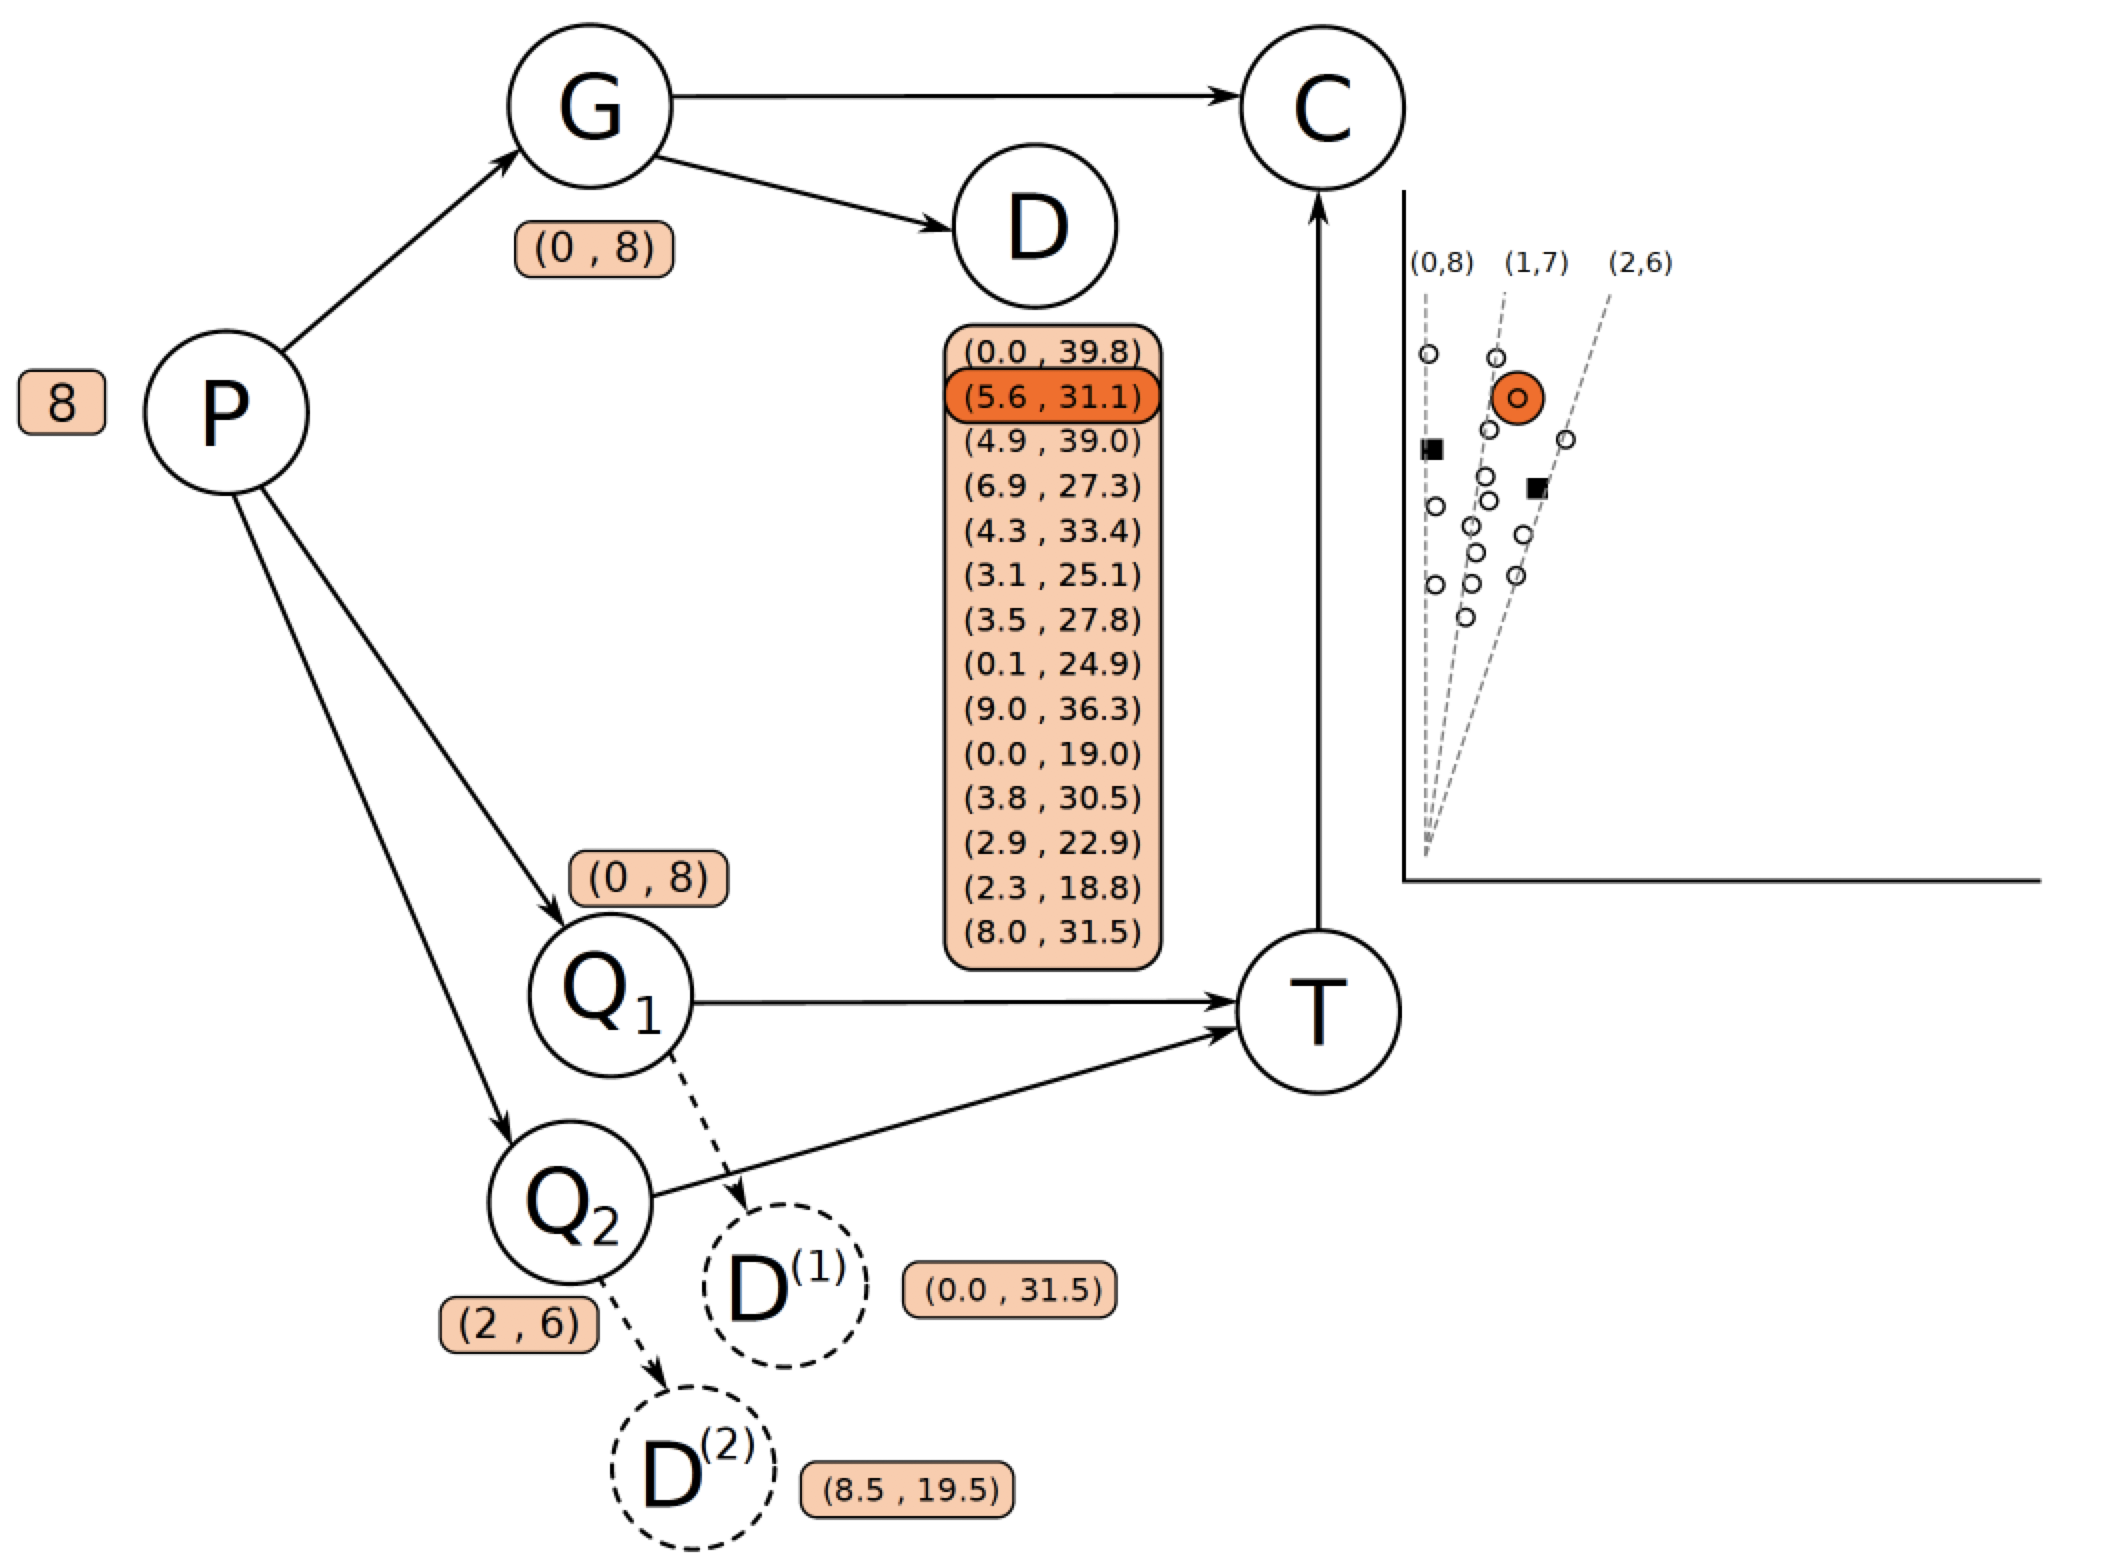 G
C
D
(0 , 8)
(0,8) (1,7) (2,6)
8
P
(0.0 , 39.8)
(5.6 , 31.1)
(4.9 , 39.0)
(6.9 , 27.3)
(4.3 , 33.4)
(3.1 , 25.1)
(3.5 , 27.8)
(0.1 , 24.9)
(9.0 , 36.3)
(0.0 , 19.0)
(3.8 , 30.5)
(2.9 , 22.9)
(2.3 , 18.8)
(8.0 , 31.5)
(0 , 8)
Q1
T
Q2
(2 , 6)
D(1)
(0.0 , 31.5)
D(2)
(8.5 , 19.5)